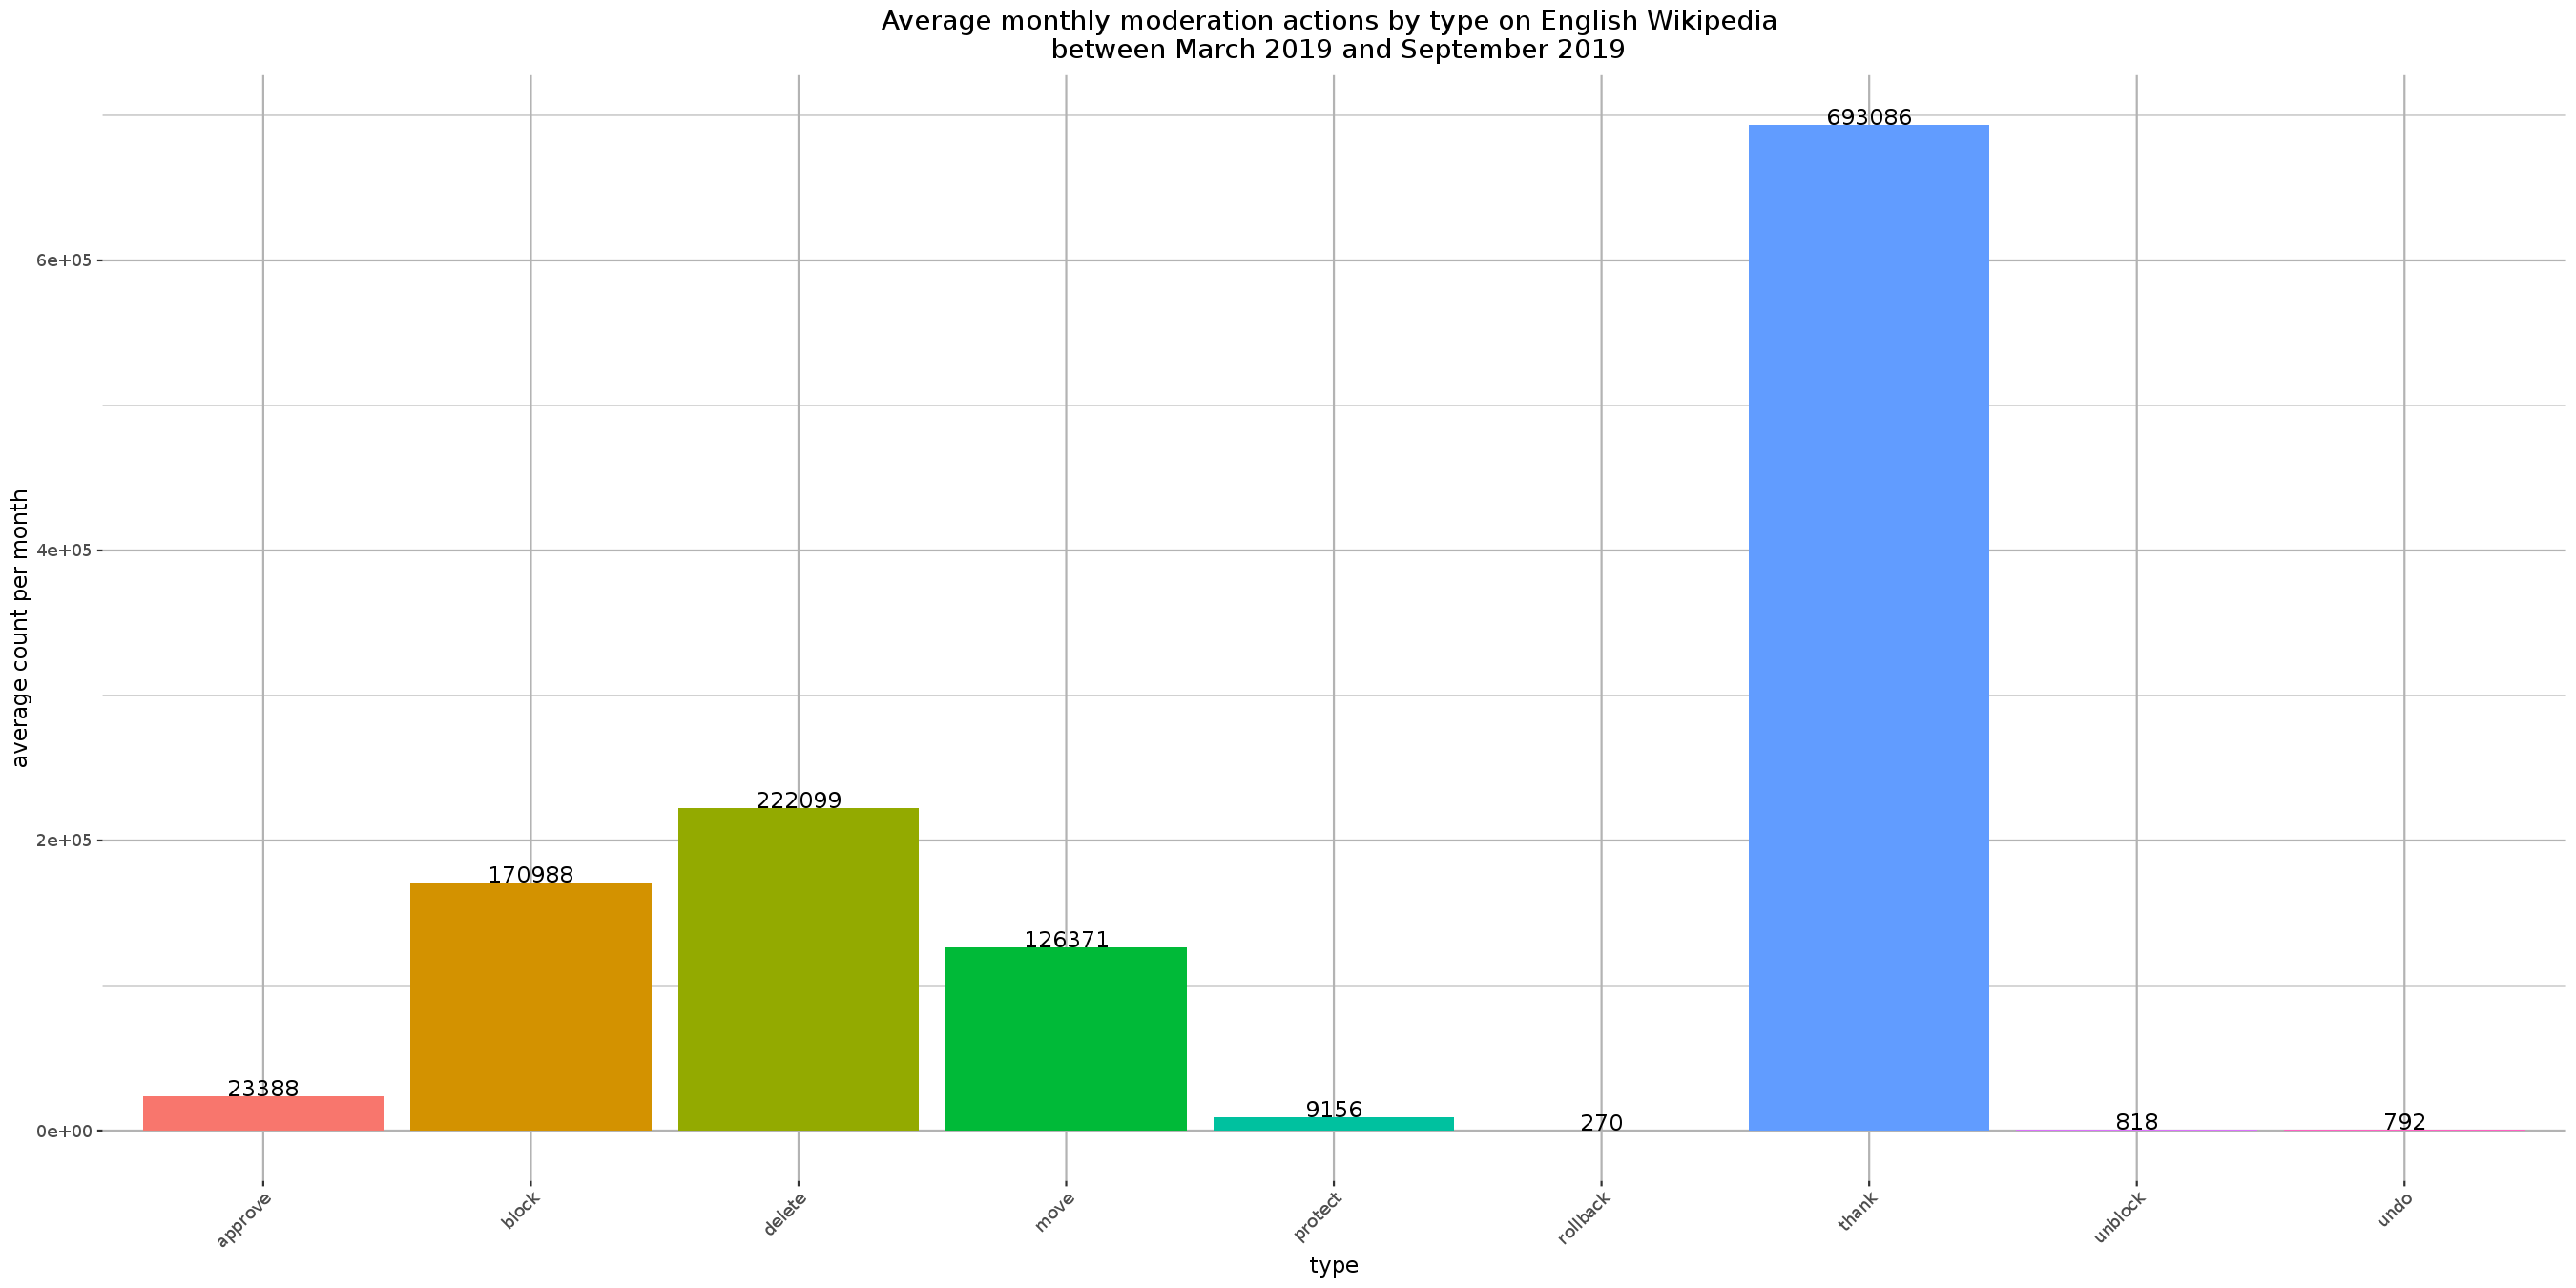 Average monthly moderation actions by type on English Wikipedia
between March 2019 and September 2019
average count per month
6e+05
4e+05
2e+05
0e+00
23388
170988
222099
126371
9156
270
693086
818
792
approve
block
delete
move
protect
rollback
thank
unblock
undo
type